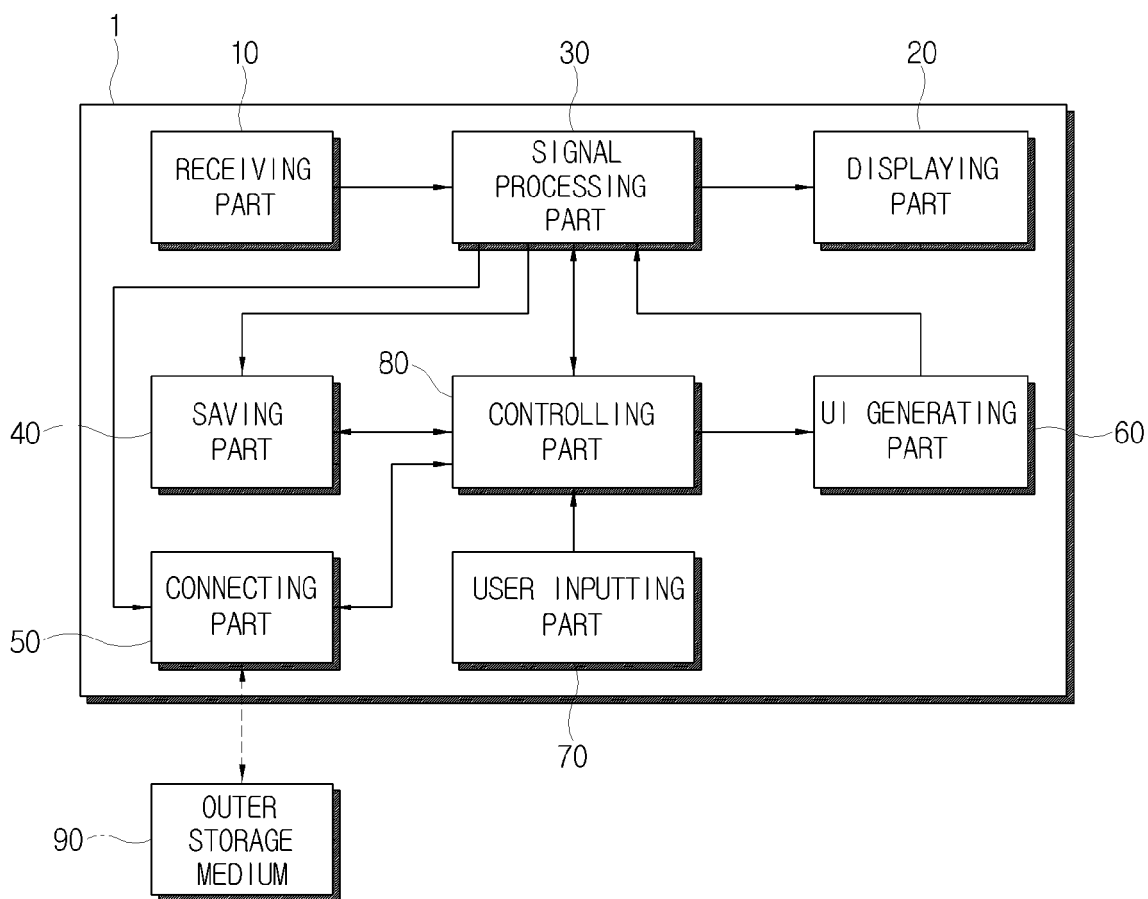 1
10
30
20
RECEIVING
PART
SIGNAL
PROCESSING
PART
DISPLAYING
PART
80
40
SAVING
PART
CONTROLLING
PART
UI GENERATING
PART
60
50
CONNECTING
PART
USER INPUTTING
PART
70
90
OUTER
STORAGE
MEDIUM